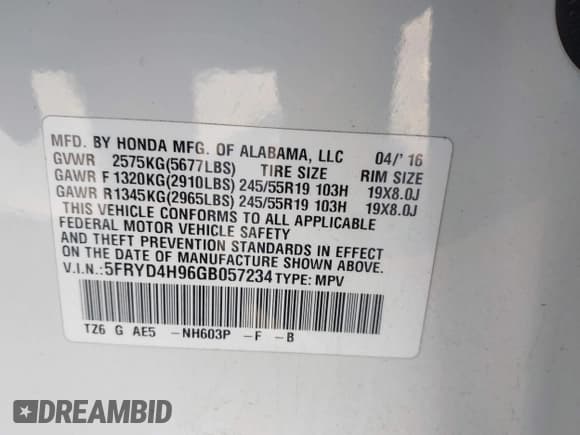 MFD. BY HONDA MFG. OF ALABAMA, LLC 04/'16
GVWR 2575KG(5677LBS) TIRE SIZE RIM SIZE
GAWR F 1320KG(2910LBS) 245/55R19 103H 19X8.0J
GAWR R1345KG(2965LBS) 245/55R19 103H 19X8.0J
THIS VEHICLE CONFORMS TO ALL APPLICABLE
FEDERAL MOTOR VEHICLE SAFETY
AND THEFT PREVENTION STANDARDS IN EFFECT
ON THE DATE OF MANUFACTURE SHOWN ABOVE.
V.I.N.:5FRYD4H96GB057234 TYPE: MPV
TZ6 G AE5 -NH603P -F -B
DREAMBID